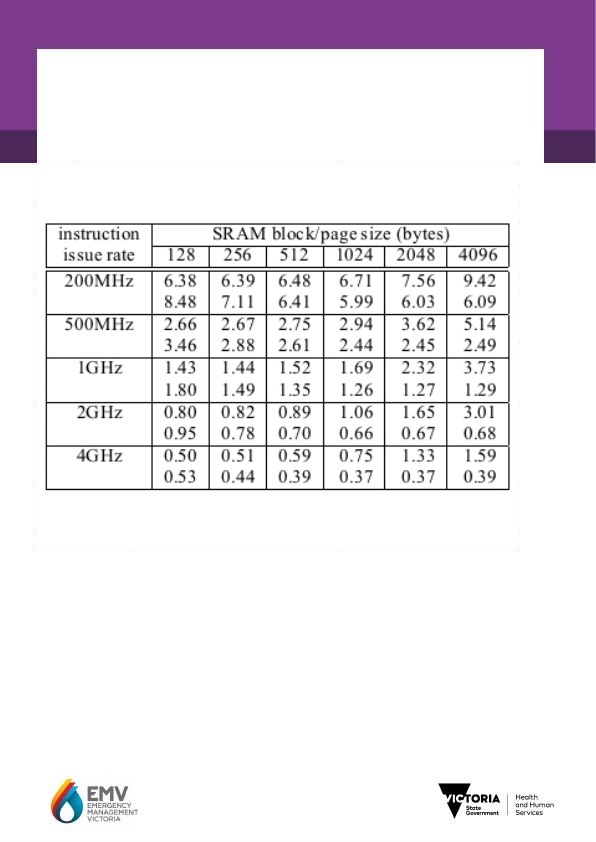 instruction SRAM block/page size (bytes)
issue rate 128 256 512 1024 2048 4096
200MHz 6.38 6.39 6.48 6.71 7.56 9.42
8.48 7.11 6.41 5.99 6.03 6.09
500MHz 2.66 2.67 2.75 2.94 3.62 5.14
3.46 2.88 2.61 2.44 2.45 2.49
1GHz 1.43 1.44 1.52 1.69 2.32 3.73
1.80 1.49 1.35 1.26 1.27 1.29
2GHz 0.80 0.82 0.89 1.06 1.65 3.01
0.95 0.78 0.70 0.66 0.67 0.68
4GHz 0.50 0.51 0.59 0.75 1.33 1.59
0.53 0.44 0.39 0.37 0.37 0.39
EMV
EMERGENCY
MANAGEMENT
VICTORIA
VICTORIA
State
Government
Health
and Human
Services